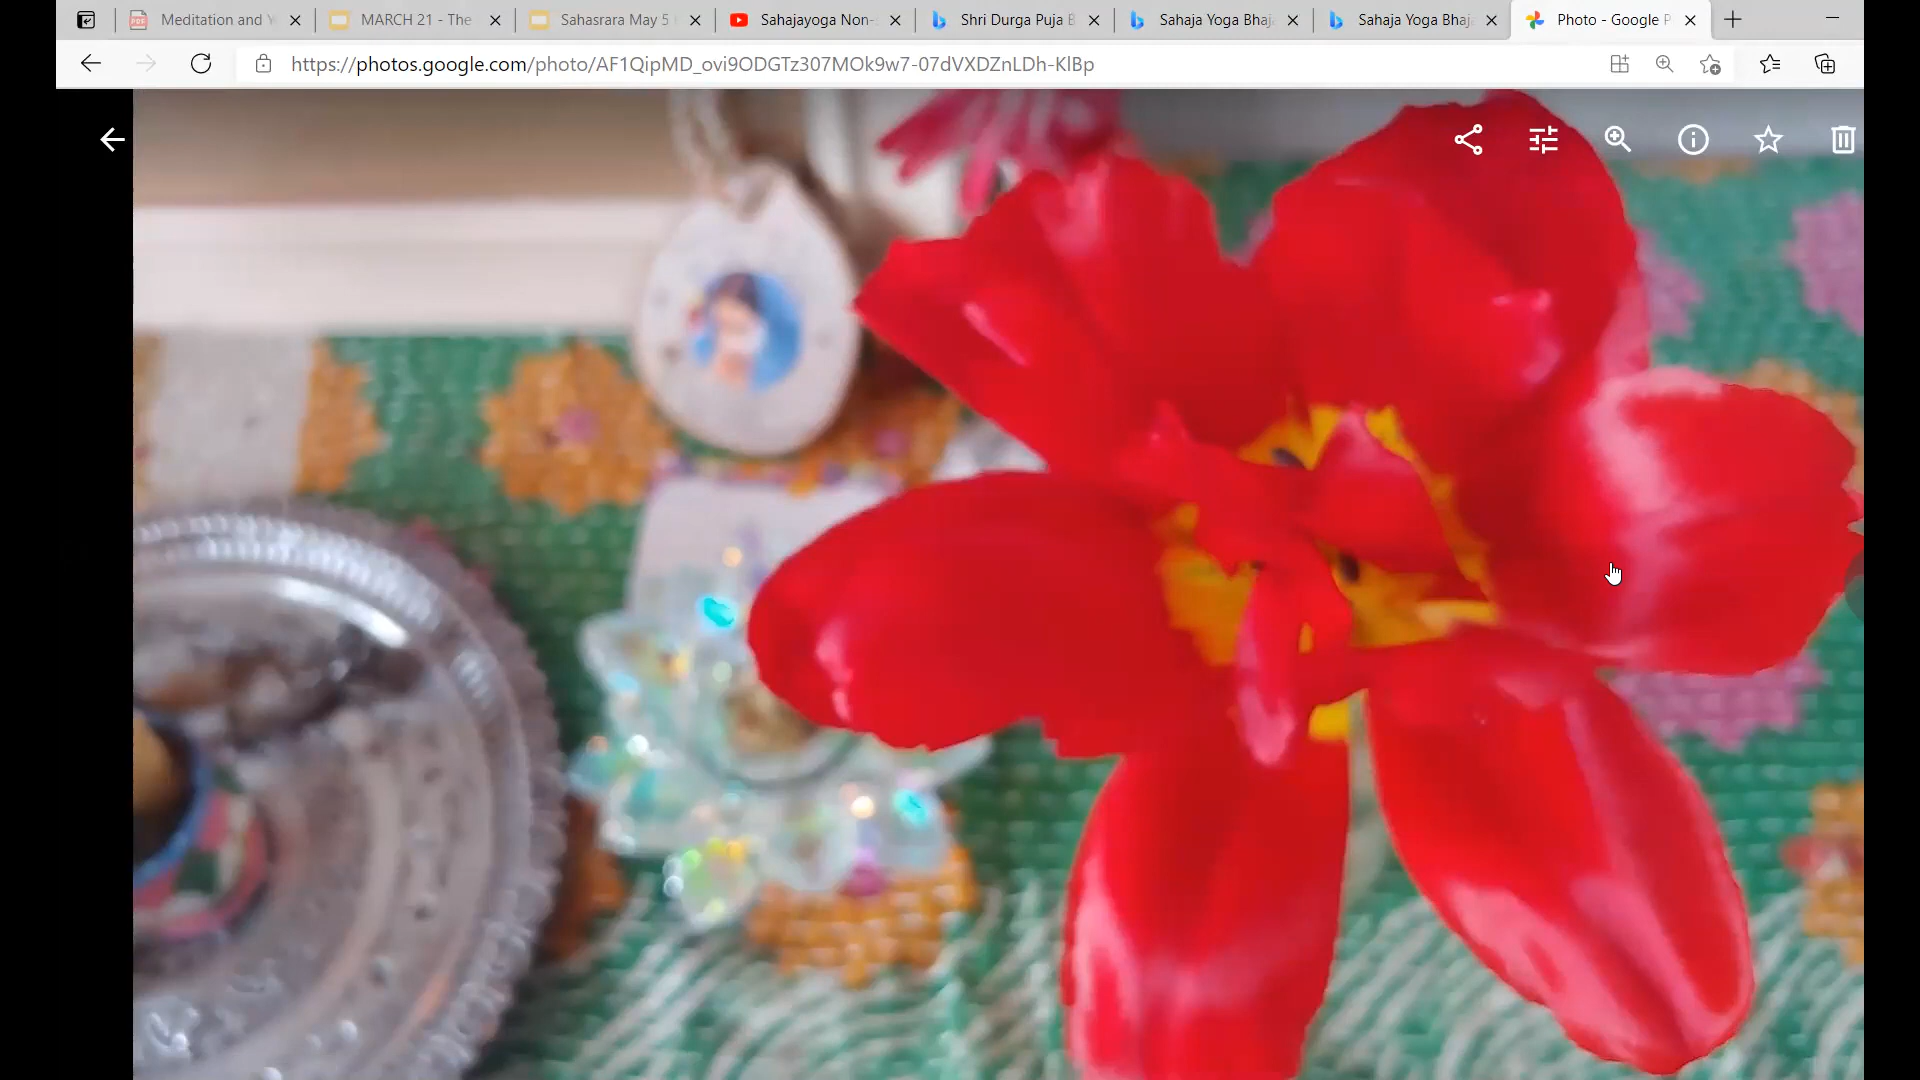 Meditation and Y
MARCH 21 - The
Sahasrara May 5
Sahajayoga Non-
Shri Durga Puja B
Sahaja Yoga Bhaj
Sahaja Yoga Bhaj
Photo - Google P
https://photos.google.com/photo/AF1QipMD_ovi9ODGTz307MOk9w7-07dVXDZnLDh-KlBp